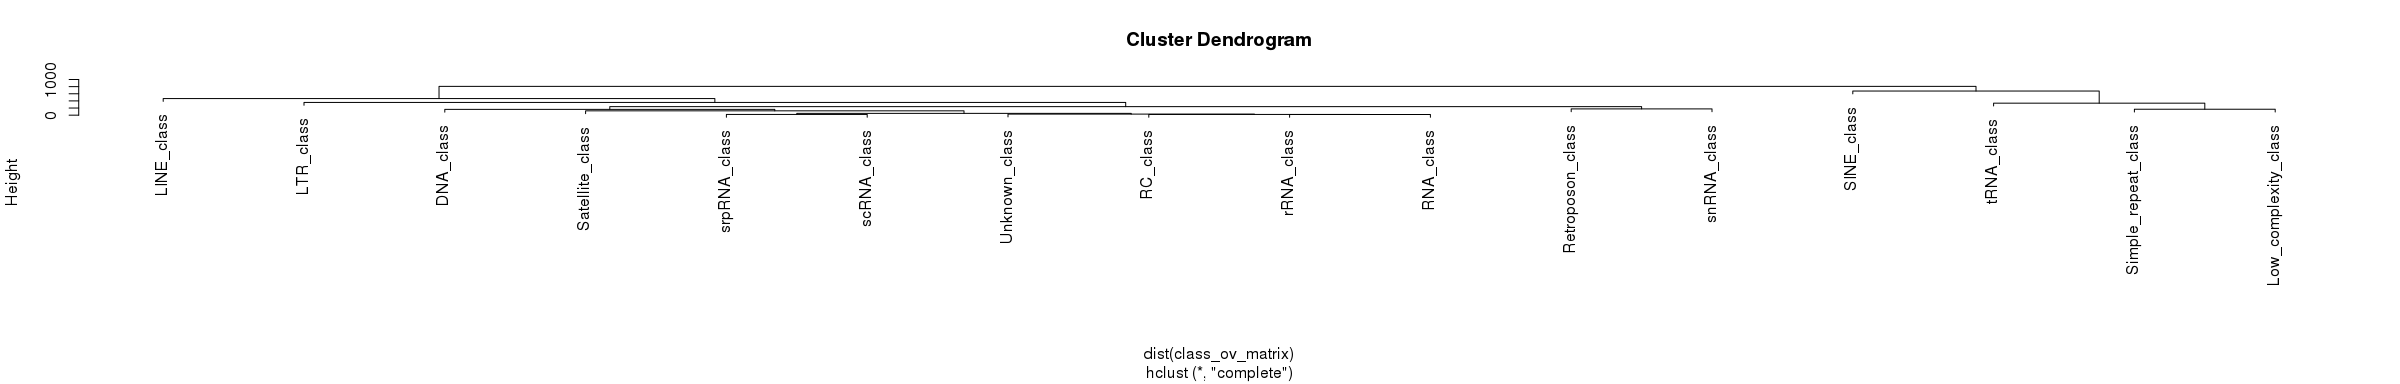 Cluster Dendrogram
1000
0
Height
LINE_class
LTR_class
DNA_class
Satellite_class
srpRNA_class
scRNA_class
Unknown_class
RC_class
rRNA_class
RNA_class
Retroposon_class
snRNA_class
SINE_class
tRNA_class
Simple_repeat_class
Low_complexity_class
dist(class_ov_matrix)
hclust (*, "complete")